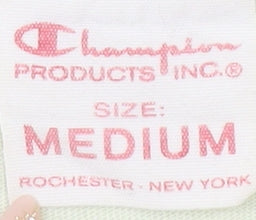 Champion
PRODUCTS INC.®
SIZE:
MEDIUM
ROCHESTER - NEW YORK